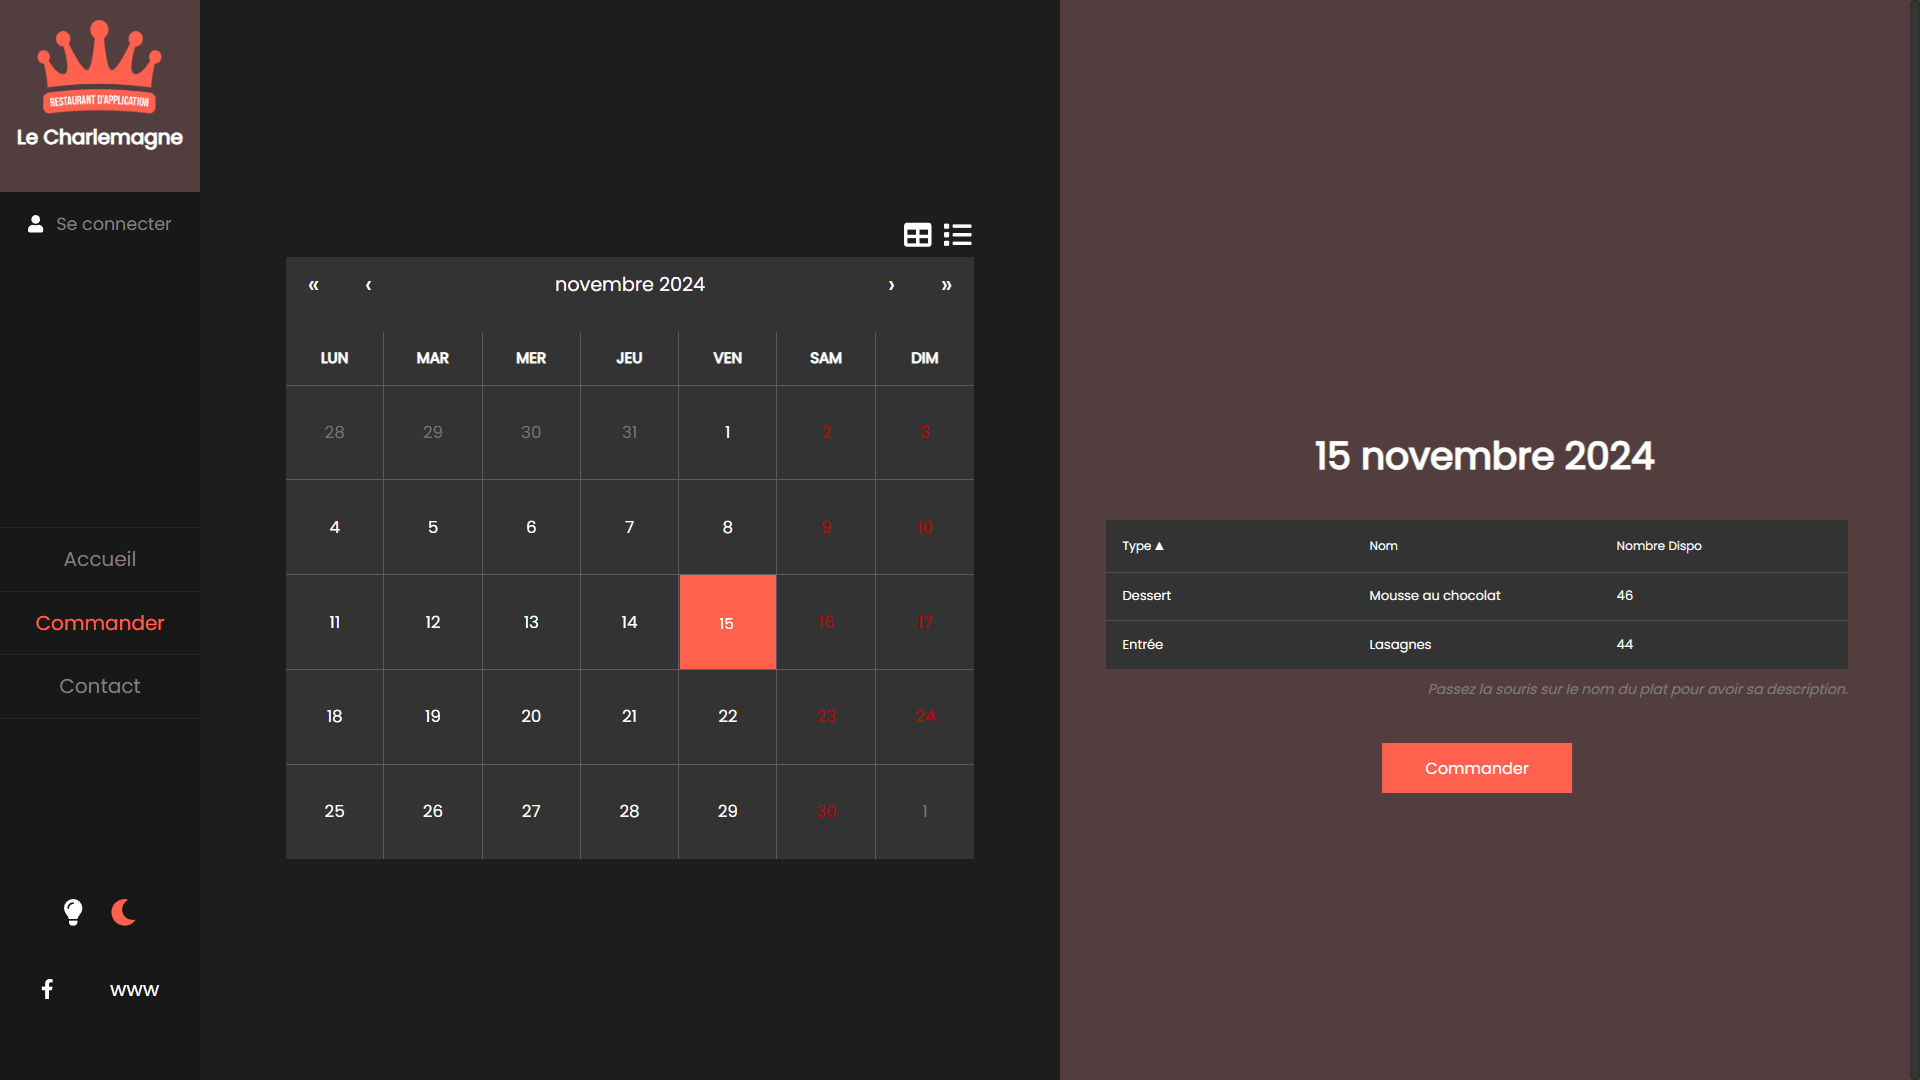 RESTAURANT D'APPLICATION
Le Charlemagne
Se connecter
Accueil
Commander
Contact
www
« ‹ novembre 2024 › »
LUN MAR MER JEU VEN SAM DIM
28 29 30 31 1 2 3
4 5 6 7 8 9 10
11 12 13 14 15 16 17
18 19 20 21 22 23 24
25 26 27 28 29 30 1
15 novembre 2024
Type ▲ Nom Nombre Dispo
Dessert Mousse au chocolat 46
Entrée Lasagnes 44
Passez la souris sur le nom du plat pour avoir sa description.
Commander